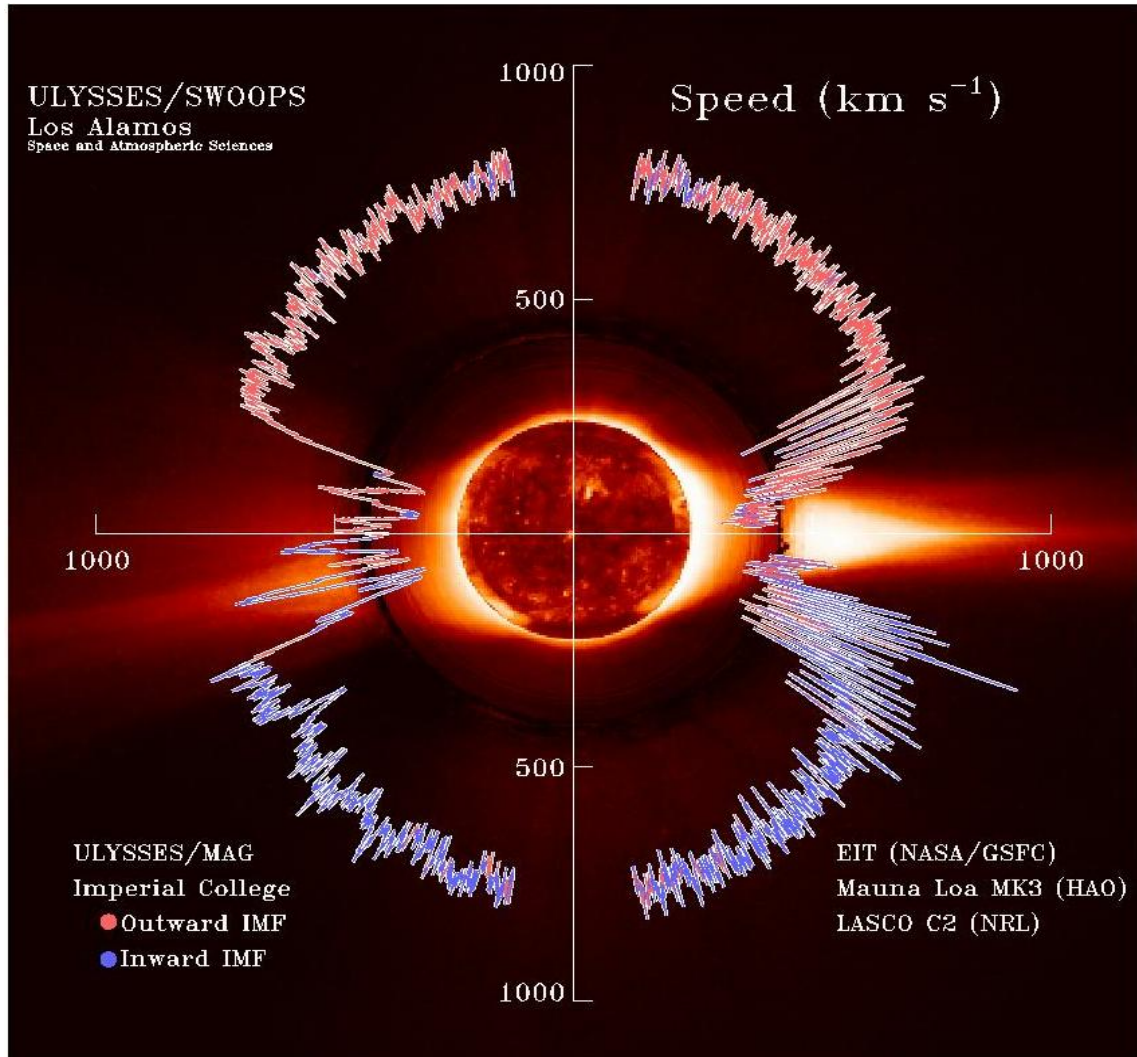 ULYSSES/SWOOPS
Los Alamos
Space and Atmospheric Sciences
Speed (km s⁻¹)
1000
500
1000
1000
500
1000
ULYSSES/MAG
Imperial College
Outward IMF
Inward IMF
EIT (NASA/GSFC)
Mauna Loa MK3 (HAO)
LASCO C2 (NRL)